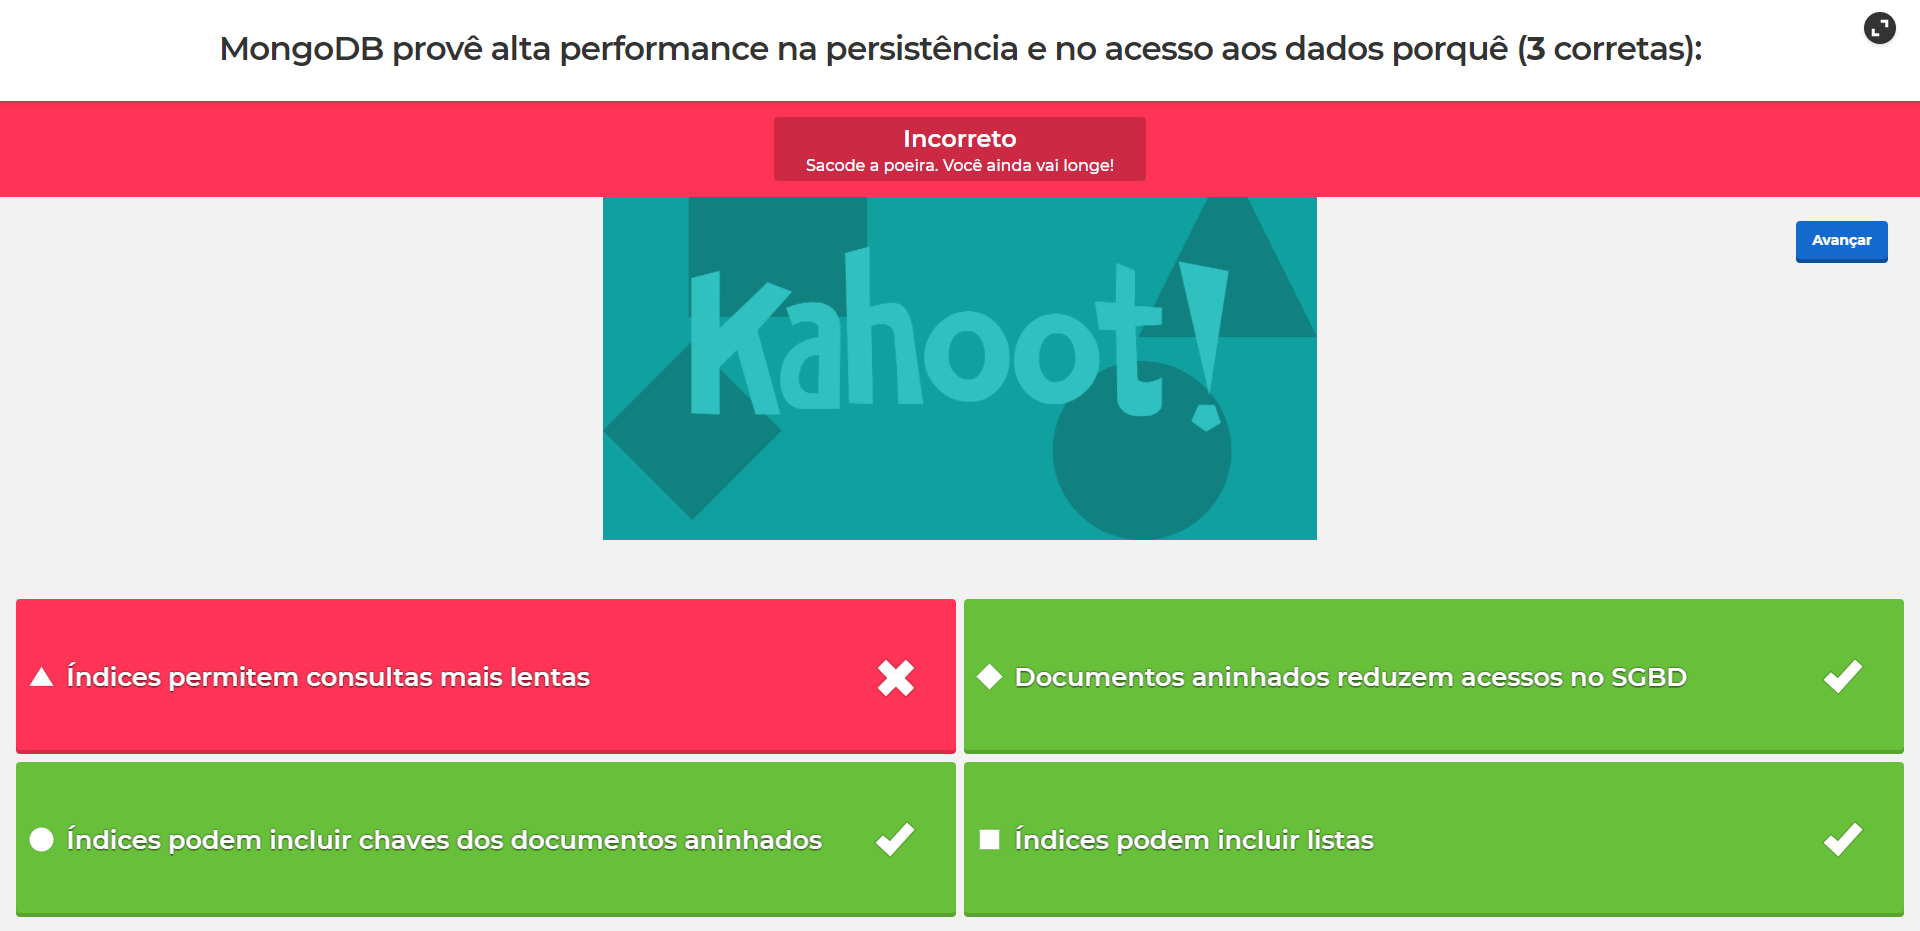 MongoDB provê alta performance na persistência e no acesso aos dados porquê (3 corretas):
Incorreto
Sacode a poeira. Você ainda vai longe!
Kahoot!
Avançar
Índices permitem consultas mais lentas
Documentos aninhados reduzem acessos no SGBD
Índices podem incluir chaves dos documentos aninhados
Índices podem incluir listas